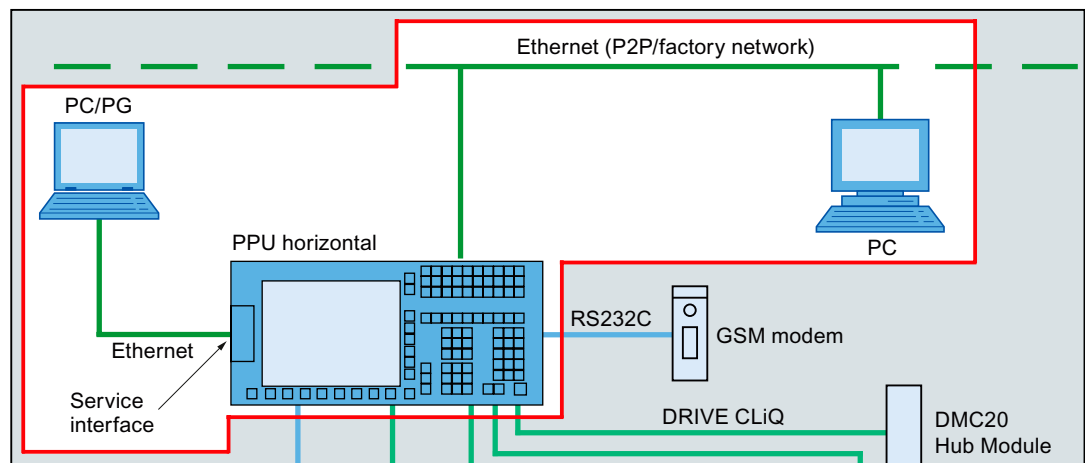 Ethernet (P2P/factory network)
PC/PG
PPU horizontal
PC
RS232C
GSM modem
Ethernet
Service
interface
DRIVE CLiQ
DMC20
Hub Module